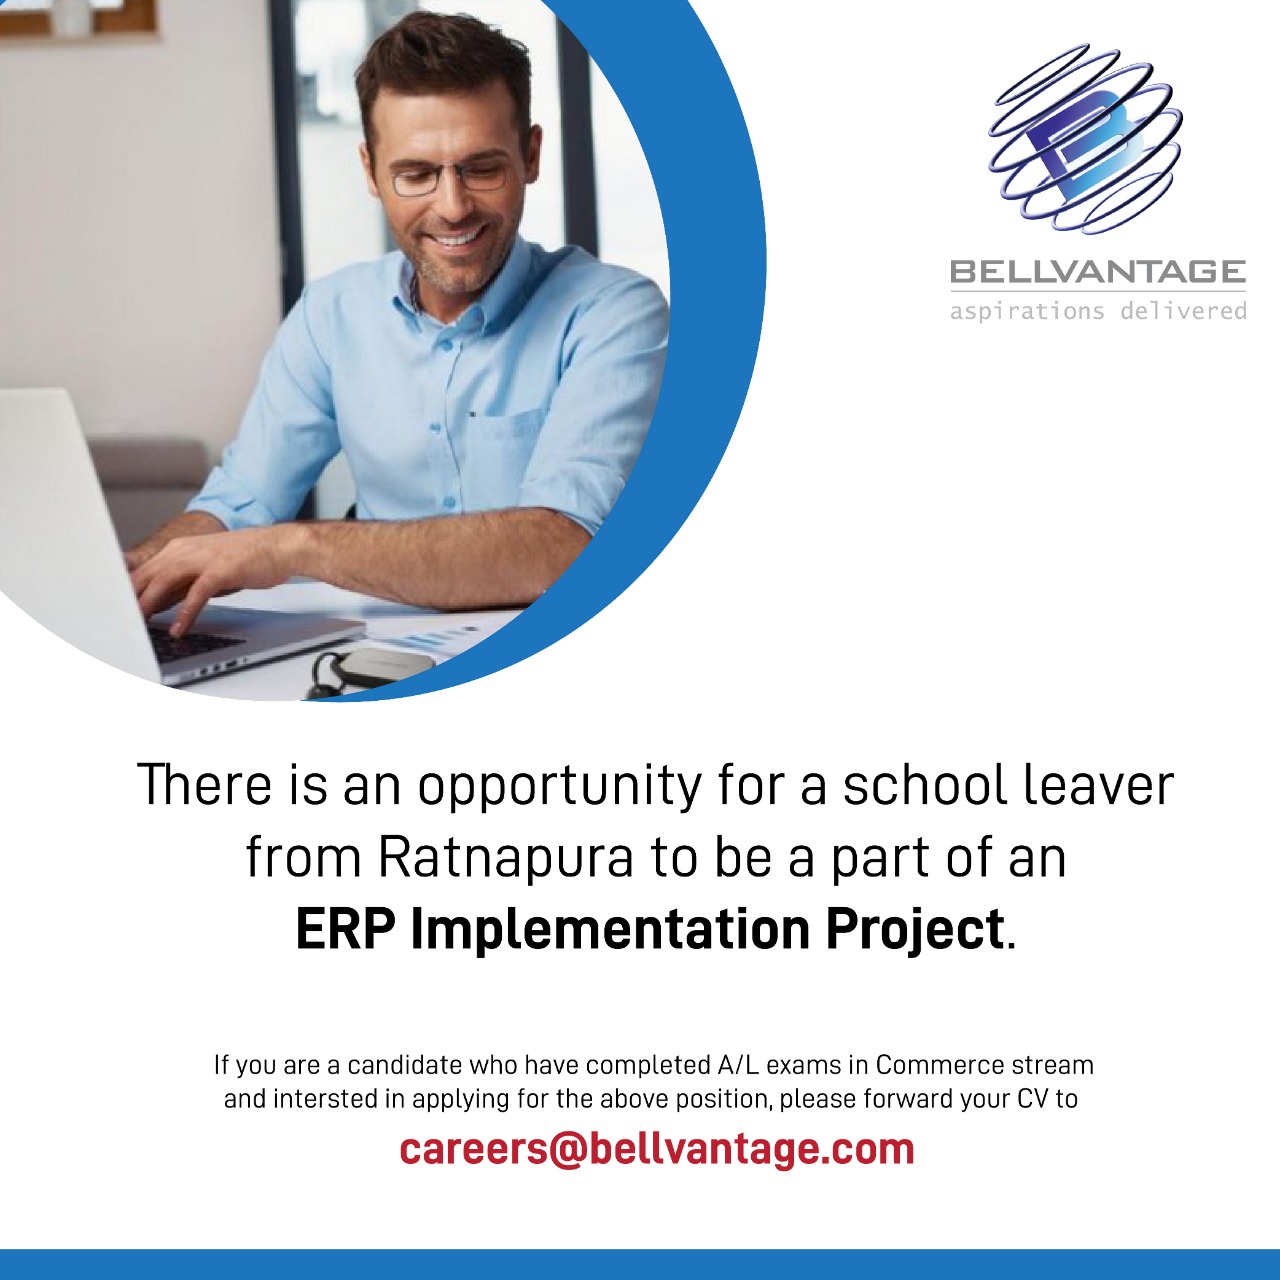 B
BELLVANTAGE
aspirations delivered
There is an opportunity for a school leaver
from Ratnapura to be a part of an
ERP Implementation Project.
If you are a candidate who have completed A/L exams in Commerce stream
and intersted in applying for the above position, please forward your CV to
careers@bellvantage.com